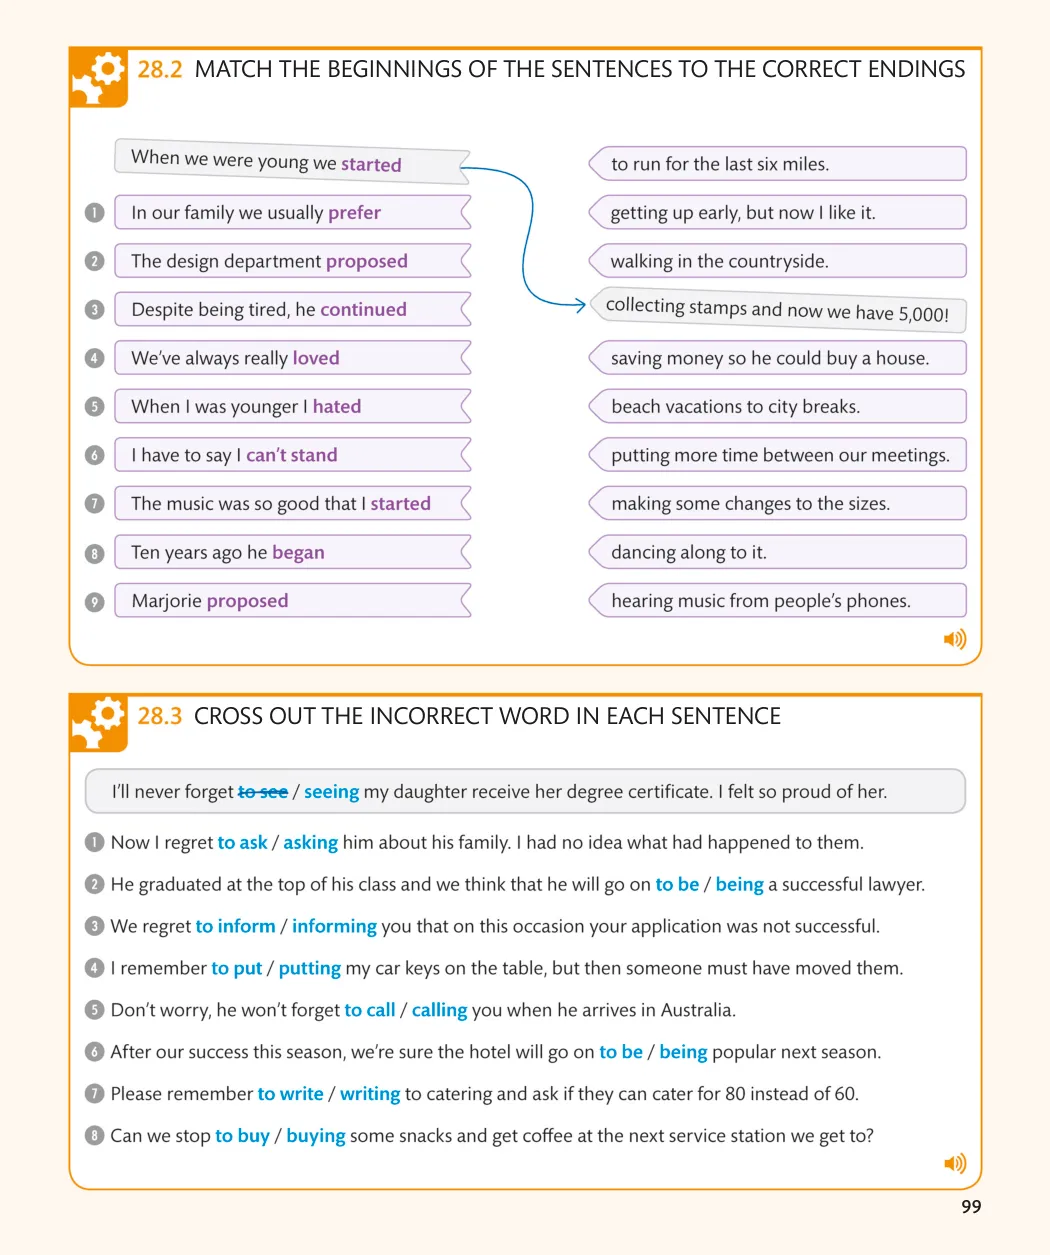 28.2 MATCH THE BEGINNINGS OF THE SENTENCES TO THE CORRECT ENDINGS
When we were young we started
to run for the last six miles.
1 In our family we usually prefer
getting up early, but now I like it.
2 The design department proposed
walking in the countryside.
3 Despite being tired, he continued
collecting stamps and now we have 5,000!
4 We've always really loved
saving money so he could buy a house.
5 When I was younger I hated
beach vacations to city breaks.
6 I have to say I can't stand
putting more time between our meetings.
7 The music was so good that I started
making some changes to the sizes.
8 Ten years ago he began
dancing along to it.
9 Marjorie proposed
hearing music from people's phones.
28.3 CROSS OUT THE INCORRECT WORD IN EACH SENTENCE
I'll never forget to see / seeing my daughter receive her degree certificate. I felt so proud of her.
1 Now I regret to ask / asking him about his family. I had no idea what had happened to them.
2 He graduated at the top of his class and we think that he will go on to be / being a successful lawyer.
3 We regret to inform / informing you that on this occasion your application was not successful.
4 I remember to put / putting my car keys on the table, but then someone must have moved them.
5 Don't worry, he won't forget to call / calling you when he arrives in Australia.
6 After our success this season, we're sure the hotel will go on to be / being popular next season.
7 Please remember to write / writing to catering and ask if they can cater for 80 instead of 60.
8 Can we stop to buy / buying some snacks and get coffee at the next service station we get to?
99